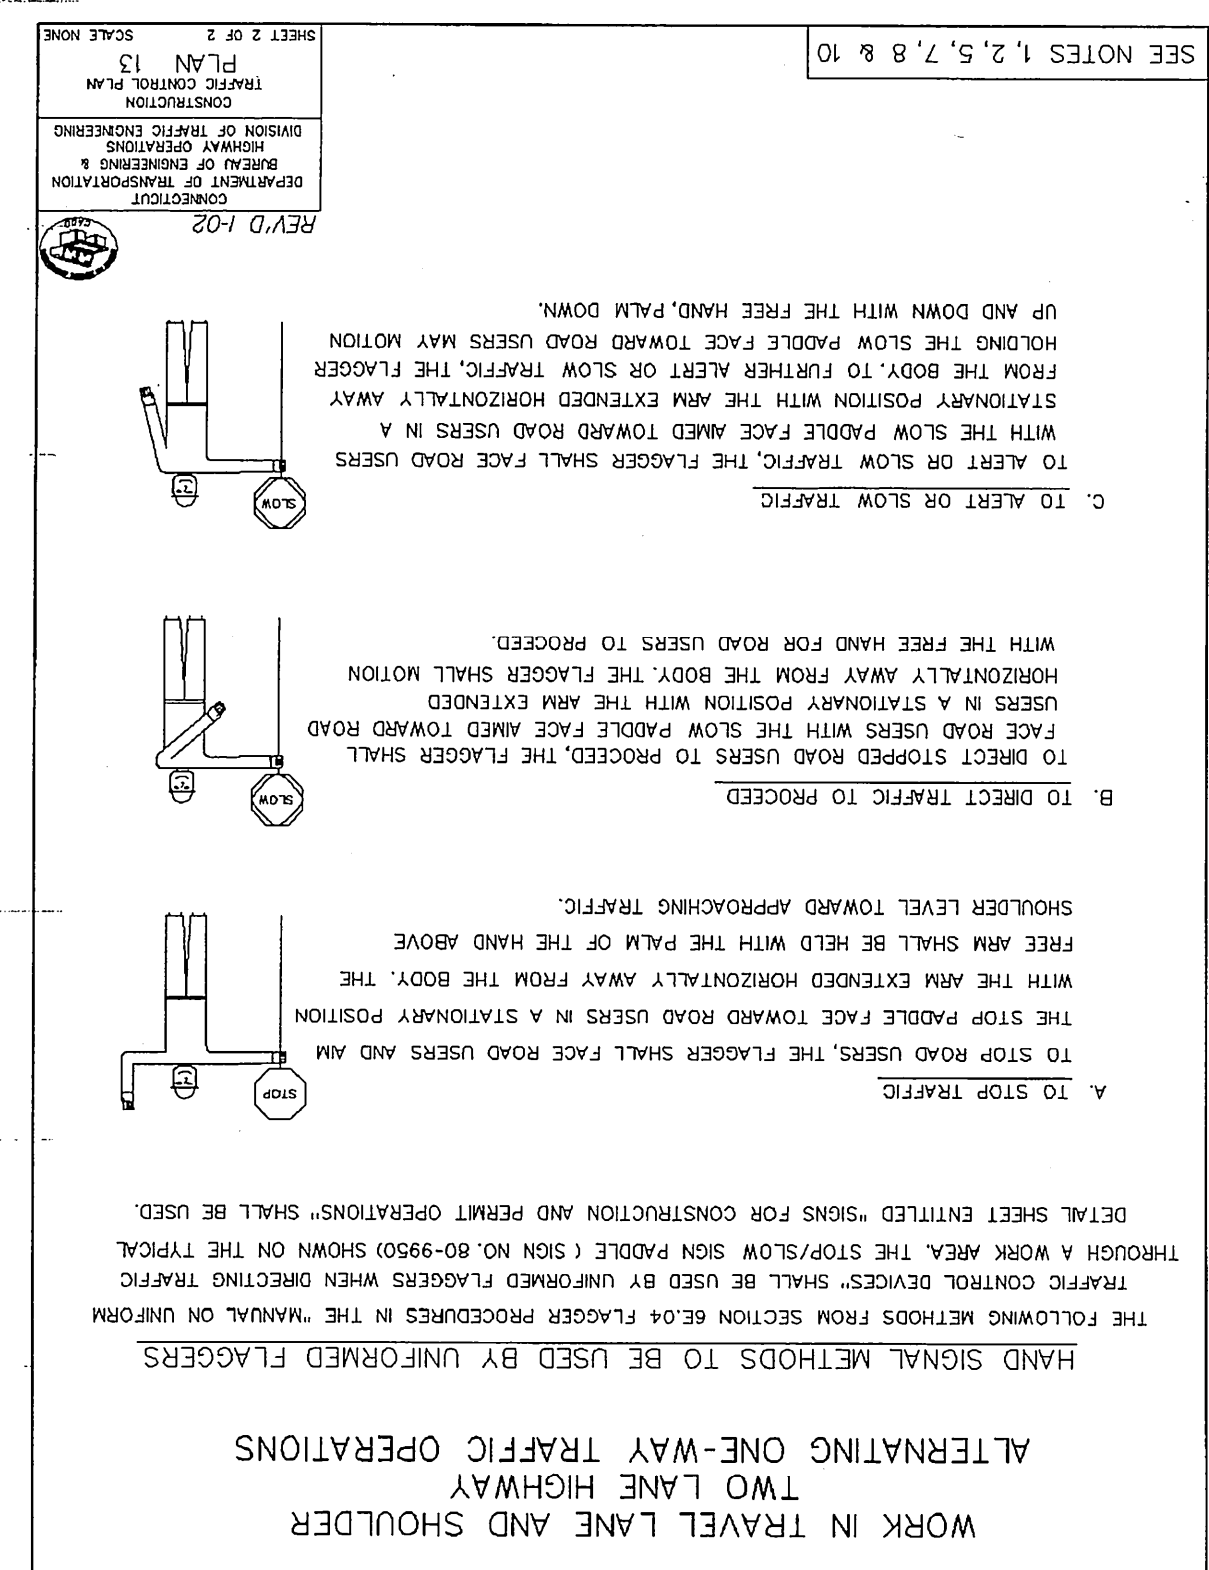 WORK IN TRAVEL LANE AND SHOULDER
TWO LANE HIGHWAY
ALTERNATING ONE-WAY TRAFFIC OPERATIONS
HAND SIGNAL METHODS TO BE USED BY UNIFORMED FLAGGERS
THE FOLLOWING METHODS FROM SECTION 6E.04 FLAGGER PROCEDURES IN THE "MANUAL ON UNIFORM
TRAFFIC CONTROL DEVICES" SHALL BE USED BY UNIFORMED FLAGGERS WHEN DIRECTING TRAFFIC
THROUGH A WORK AREA. THE STOP/SLOW SIGN PADDLE ( SIGN NO. 80-9950) SHOWN ON THE TYPICAL
DETAIL SHEET ENTITLED "SIGNS FOR CONSTRUCTION AND PERMIT OPERATIONS" SHALL BE USED.
A. TO STOP TRAFFIC
TO STOP ROAD USERS, THE FLAGGER SHALL FACE ROAD USERS AND AIM
THE STOP PADDLE FACE TOWARD ROAD USERS IN A STATIONARY POSITION
WITH THE ARM EXTENDED HORIZONTALLY AWAY FROM THE BODY. THE
FREE ARM SHALL BE HELD WITH THE PALM OF THE HAND ABOVE
SHOULDER LEVEL TOWARD APPROACHING TRAFFIC.
STOP
B. TO DIRECT TRAFFIC TO PROCEED
TO DIRECT STOPPED ROAD USERS TO PROCEED, THE FLAGGER SHALL
FACE ROAD USERS WITH THE SLOW PADDLE FACE AIMED TOWARD ROAD
USERS IN A STATIONARY POSITION WITH THE ARM EXTENDED
HORIZONTALLY AWAY FROM THE BODY. THE FLAGGER SHALL MOTION
WITH THE FREE HAND FOR ROAD USERS TO PROCEED.
SLOW
C. TO ALERT OR SLOW TRAFFIC
TO ALERT OR SLOW TRAFFIC, THE FLAGGER SHALL FACE ROAD USERS
WITH THE SLOW PADDLE FACE AIMED TOWARD ROAD USERS IN A
STATIONARY POSITION WITH THE ARM EXTENDED HORIZONTALLY AWAY
FROM THE BODY. TO FURTHER ALERT OR SLOW TRAFFIC, THE FLAGGER
HOLDING THE SLOW PADDLE FACE TOWARD ROAD USERS MAY MOTION
UP AND DOWN WITH THE FREE HAND, PALM DOWN.
SLOW
REV'D 1-02
CADD
CONNECTICUT
DEPARTMENT OF TRANSPORTATION
BUREAU OF ENGINEERING &
HIGHWAY OPERATIONS
DIVISION OF TRAFFIC ENGINEERING
CONSTRUCTION
TRAFFIC CONTROL PLAN
PLAN 13
SHEET 2 OF 2 SCALE NONE
SEE NOTES 1, 2, 5, 7, 8 & 10